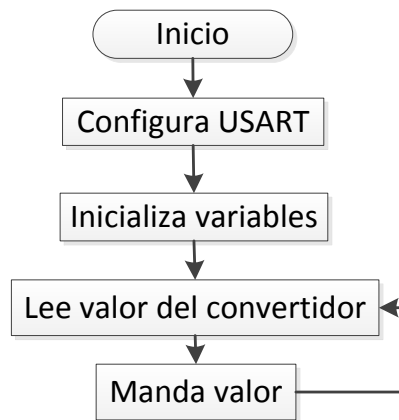 Inicio
Configura USART
Inicializa variables
Lee valor del convertidor
Manda valor